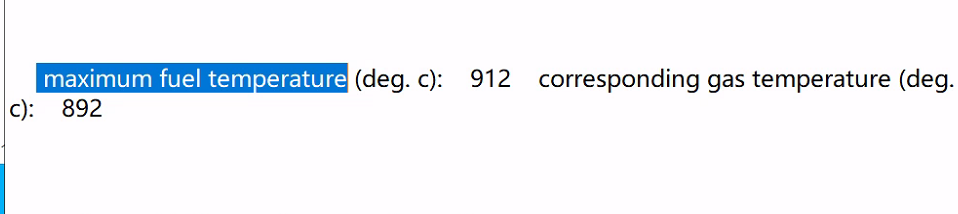 maximum fuel temperature (deg. c): 912 corresponding gas temperature (deg.
c): 892